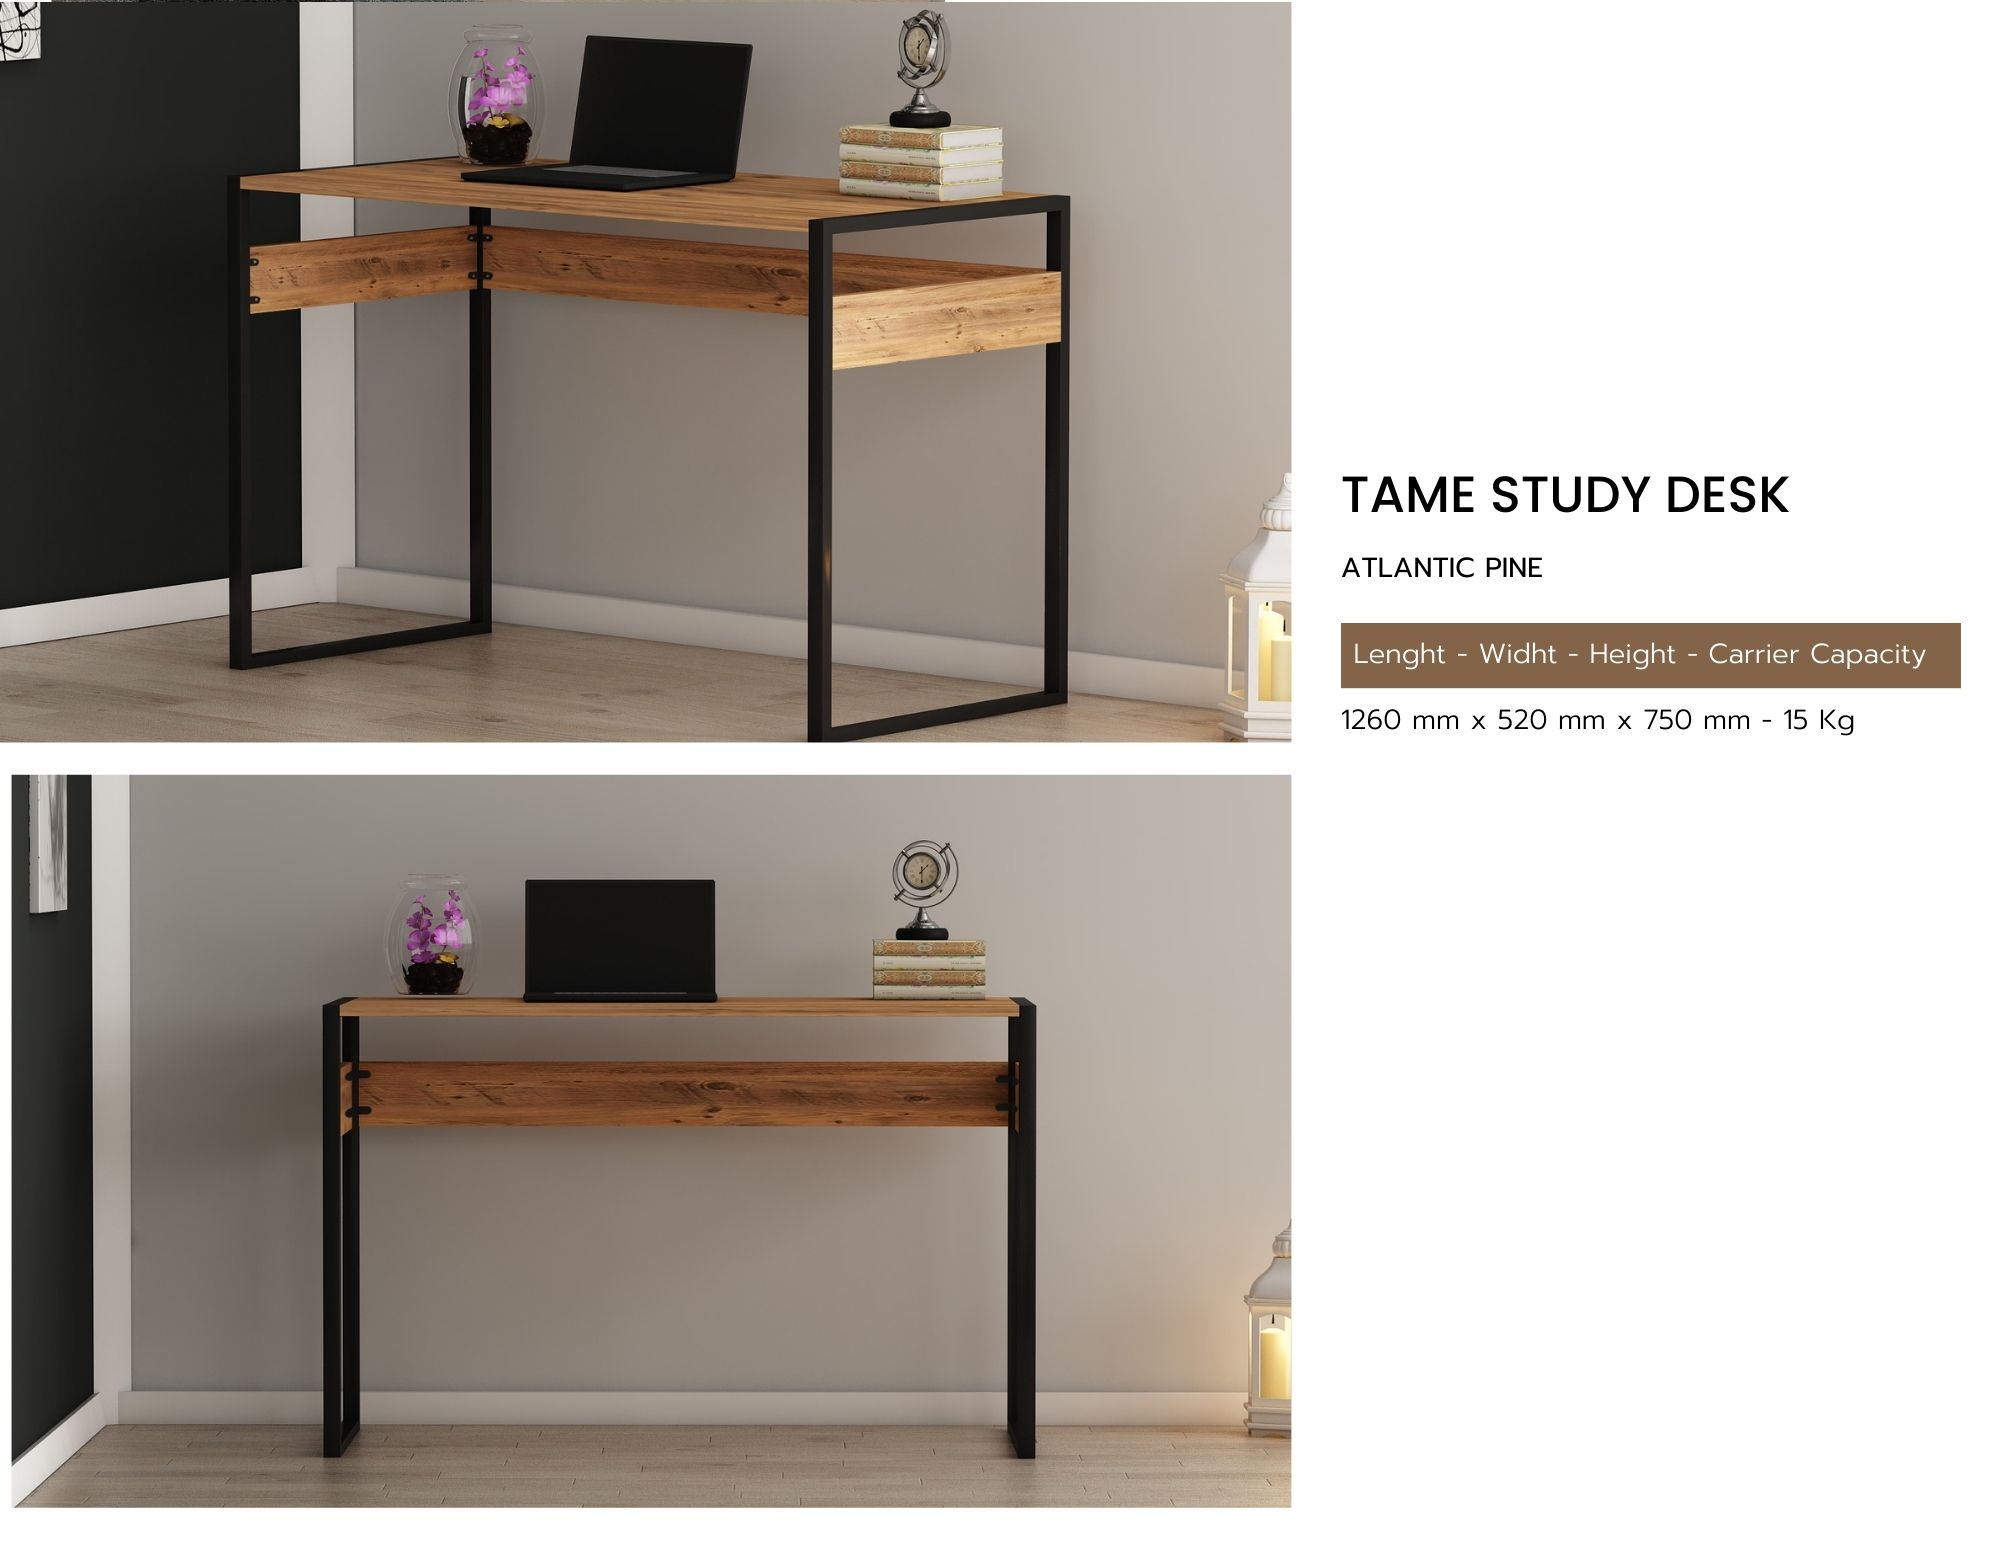 TAME STUDY DESK
ATLANTIC PINE
Lenght - Widht - Height - Carrier Capacity
1260 mm x 520 mm x 750 mm - 15 Kg